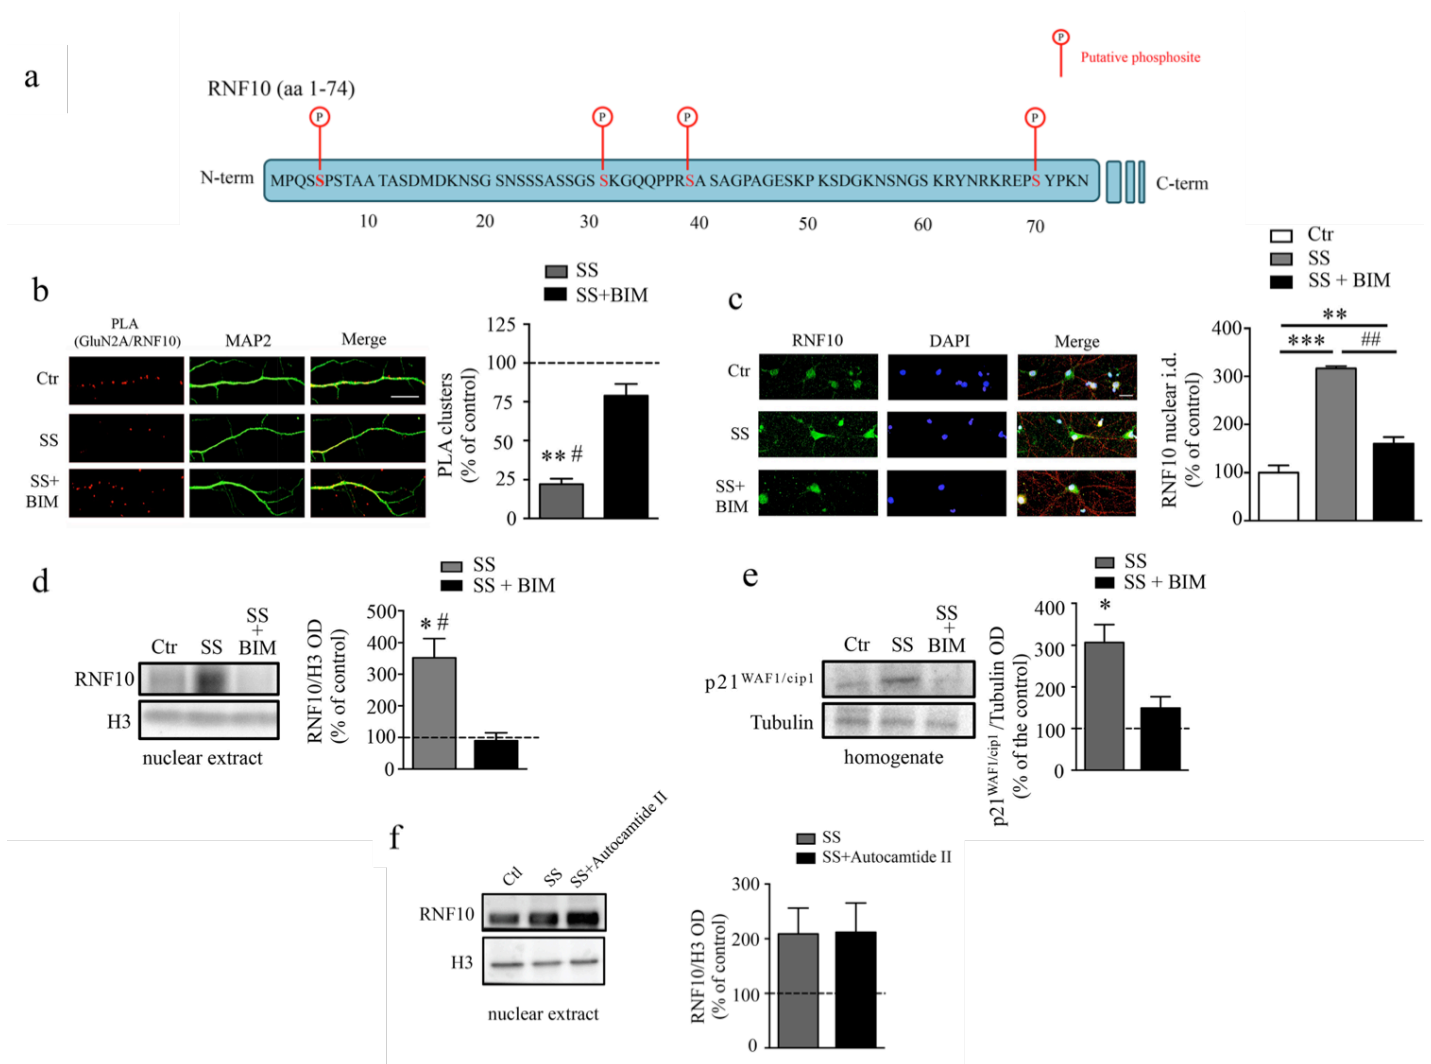 a
P
Putative phosphosite
RNF10 (aa 1-74)
P P P P
N-term MPQSSPSTAA TASDMDKNSG SNSSSASSGS SKGQQPPRSA SAGPAGESKP KSDGKNSNGS KRYNRKREPS YPKN C-term
10 20 30 40 50 60 70
b
SS
SS+BIM
PLA
(GluN2A/RNF10) MAP2 Merge
Ctr
SS
SS+
BIM
PLA clusters
(% of control)
125
100
75
50
25
0
** #
c
Ctr
SS
SS + BIM
RNF10 DAPI Merge
Ctr
SS
SS+
BIM
RNF10 nuclear i.d.
(% of control)
400
300
200
100
0
**
*** ##
d
SS
SS + BIM
Ctr SS SS
+
BIM
RNF10
H3
nuclear extract
RNF10/H3 OD
(% of control)
500
400
300
200
100
0
* #
e
SS
SS + BIM
Ctr SS SS
+
BIM
p21WAF1/cip1
Tubulin
homogenate
p21WAF1/cip1/Tubulin OD
(% of the control)
400
300
200
100
0
*
f
Ctl SS SS+Autocamtide II
RNF10
H3
nuclear extract
SS
SS+Autocamtide II
RNF10/H3 OD
(% of control)
300
200
100
0